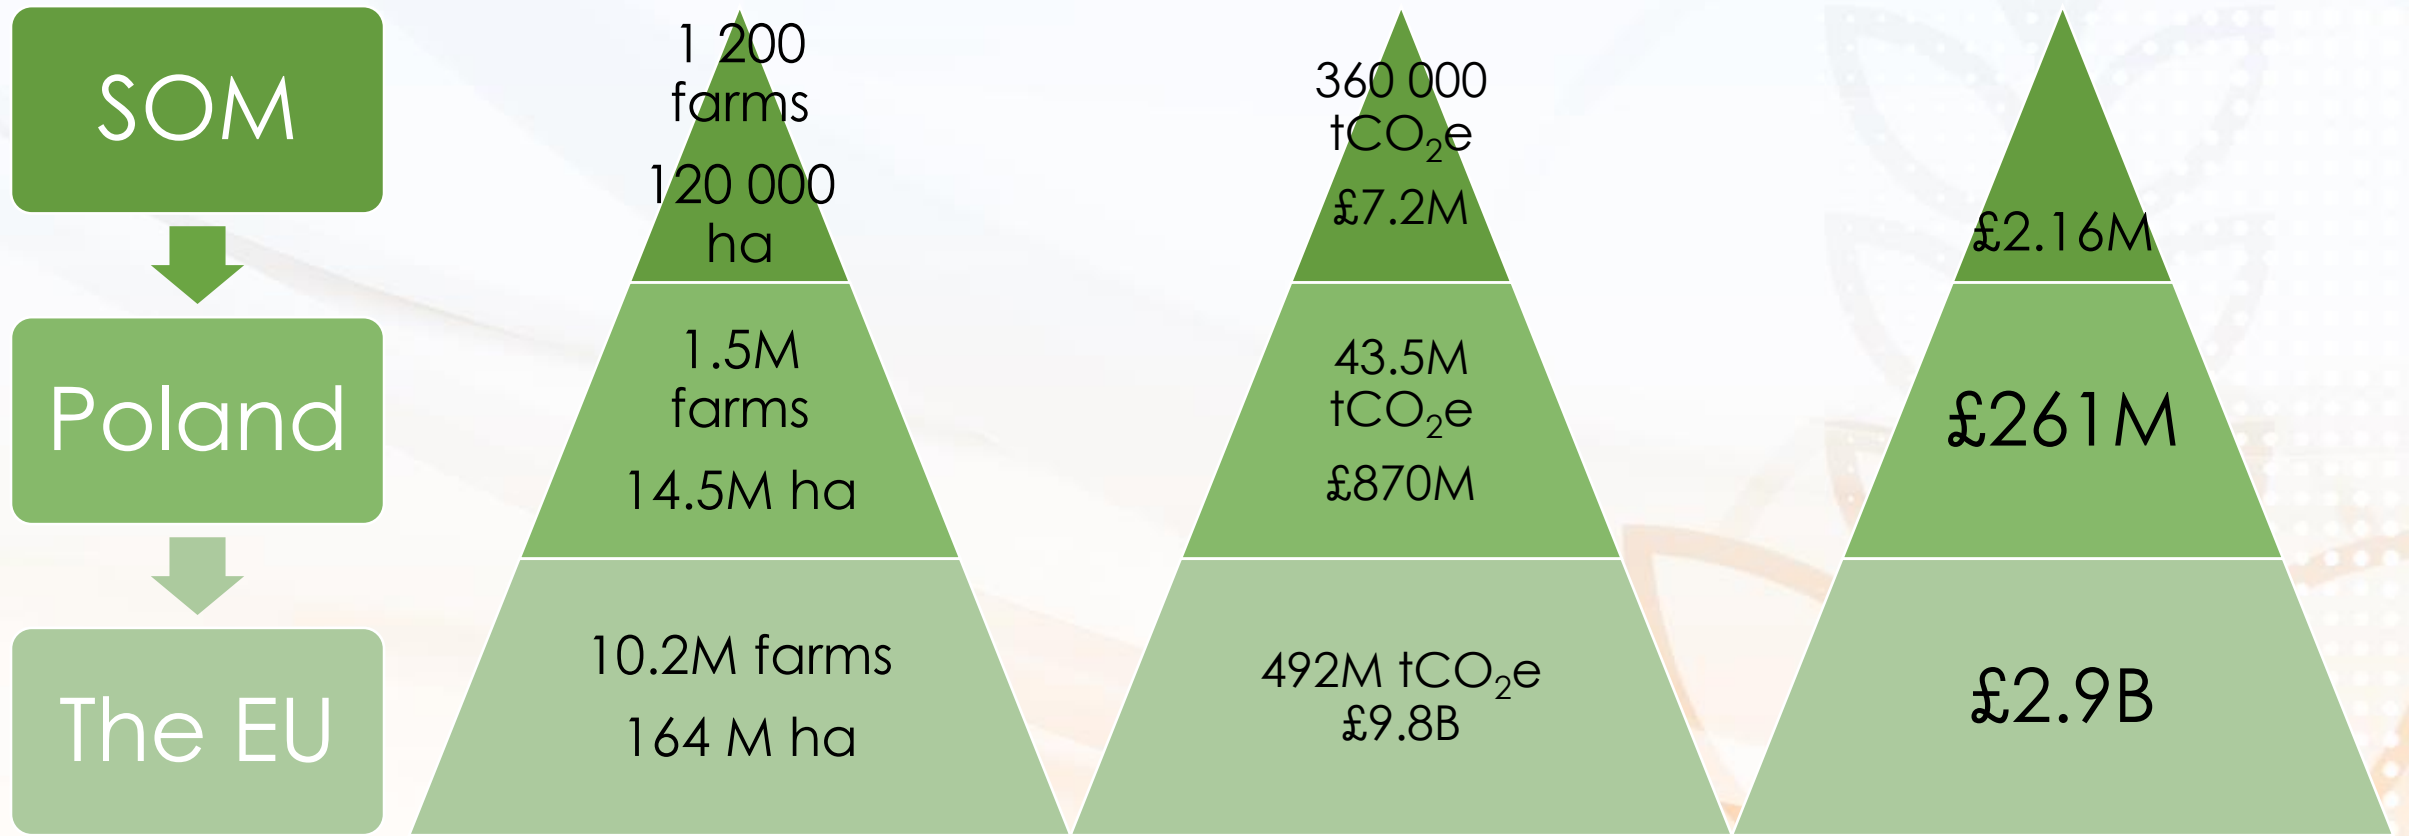 SOM
Poland
The EU
1 200
farms
120 000
ha
1.5M
farms
14.5M ha
10.2M farms
164 M ha
360 000
tCO₂e
£7.2M
43.5M
tCO₂e
£870M
492M tCO₂e
£9.8B
£2.16M
£261M
£2.9B